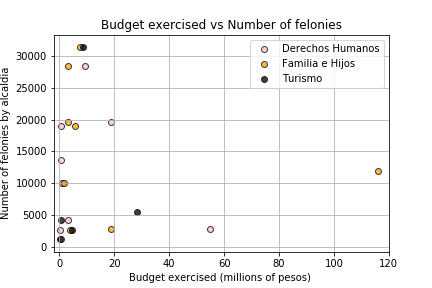 Budget exercised vs Number of felonies
Derechos Humanos
Familia e Hijos
Turismo
Number of felonies by alcaldia
30000
25000
20000
15000
10000
5000
0
0 20 40 60 80 100 120
Budget exercised (millions of pesos)